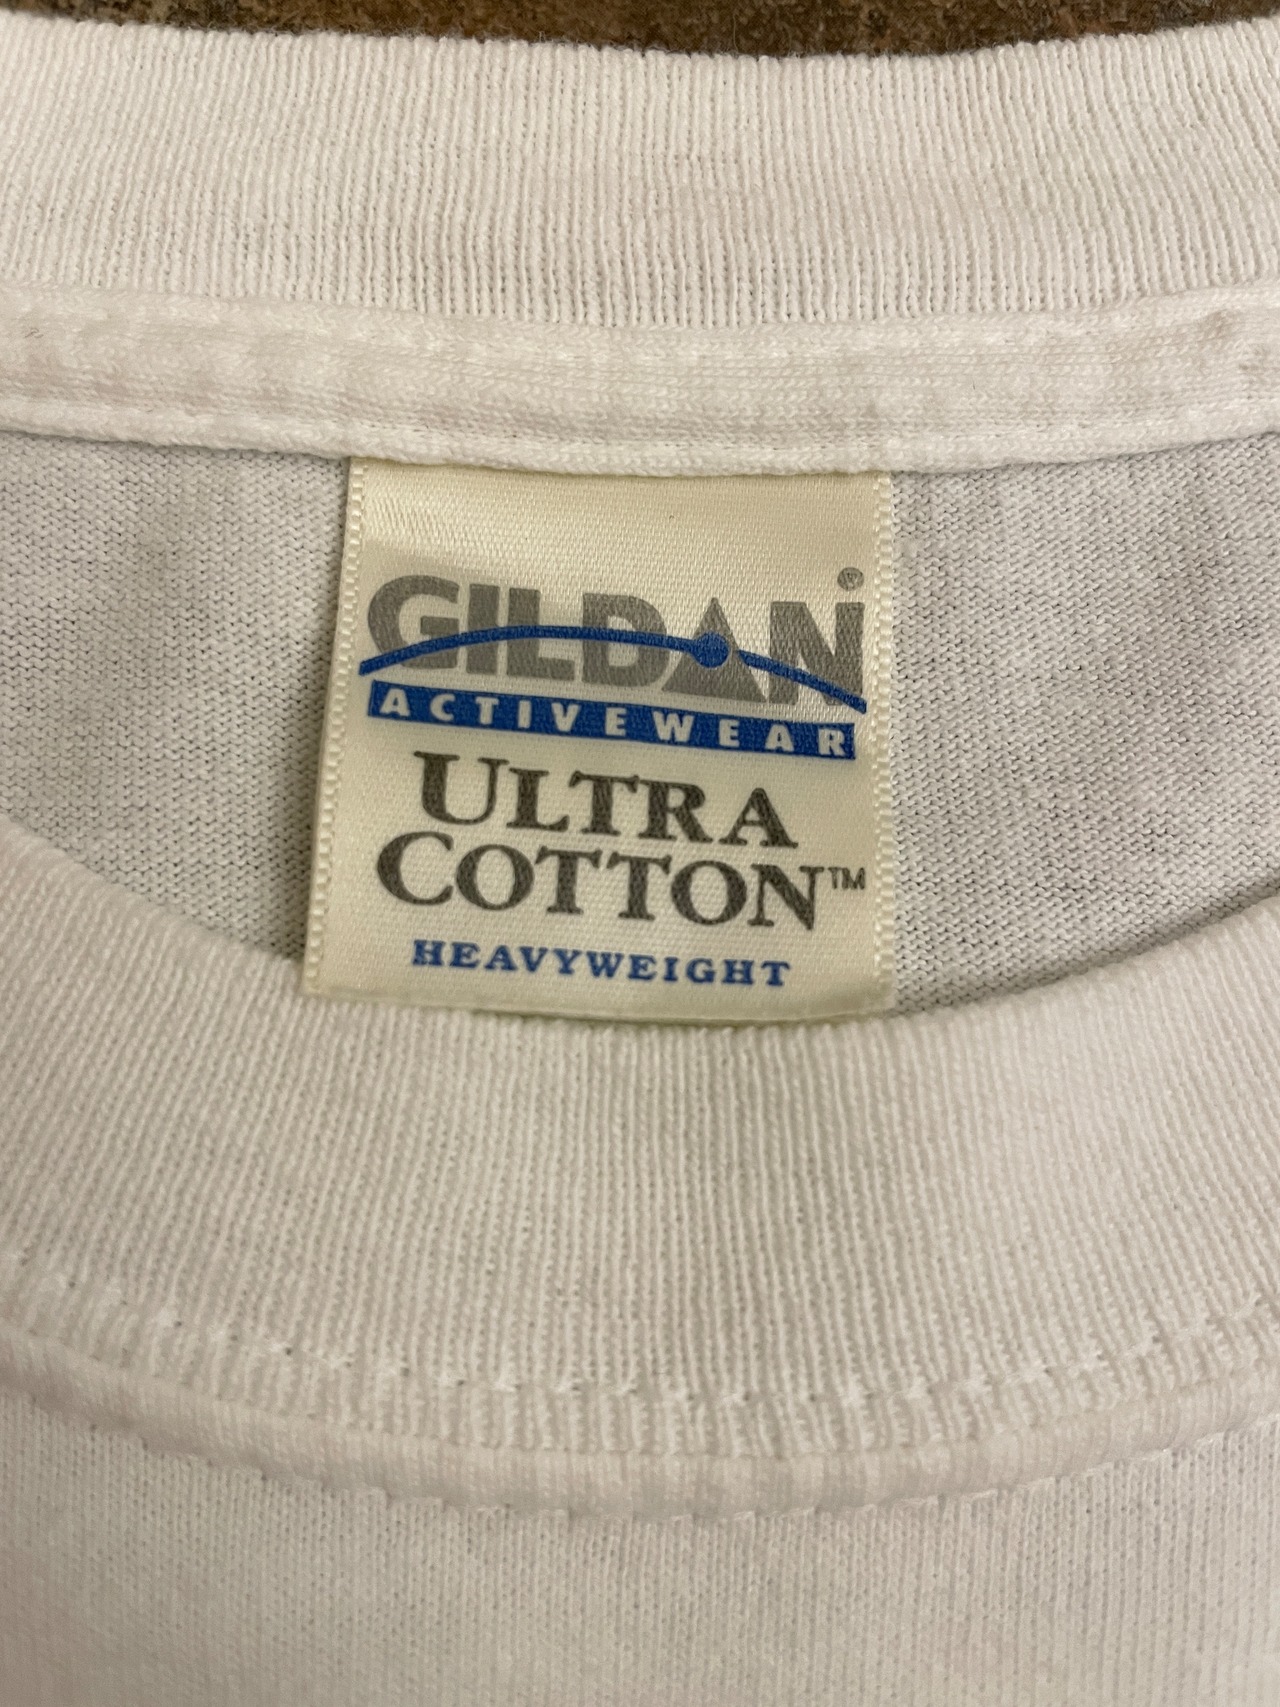 GILDAN®
ACTIVEWEAR
ULTRA
COTTON™
HEAVYWEIGHT